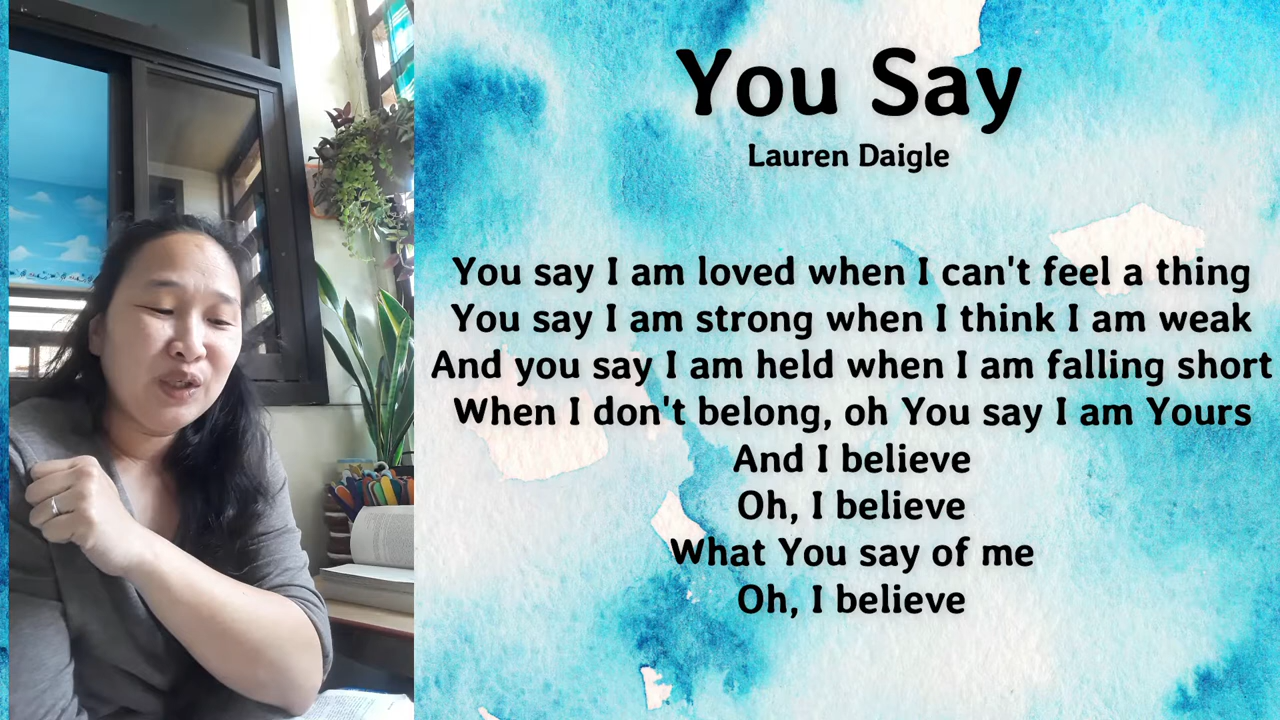 You Say
Lauren Daigle
You say I am loved when I can't feel a thing
You say I am strong when I think I am weak
And you say I am held when I am falling short
When I don't belong, oh You say I am Yours
And I believe
Oh, I believe
What You say of me
Oh, I believe